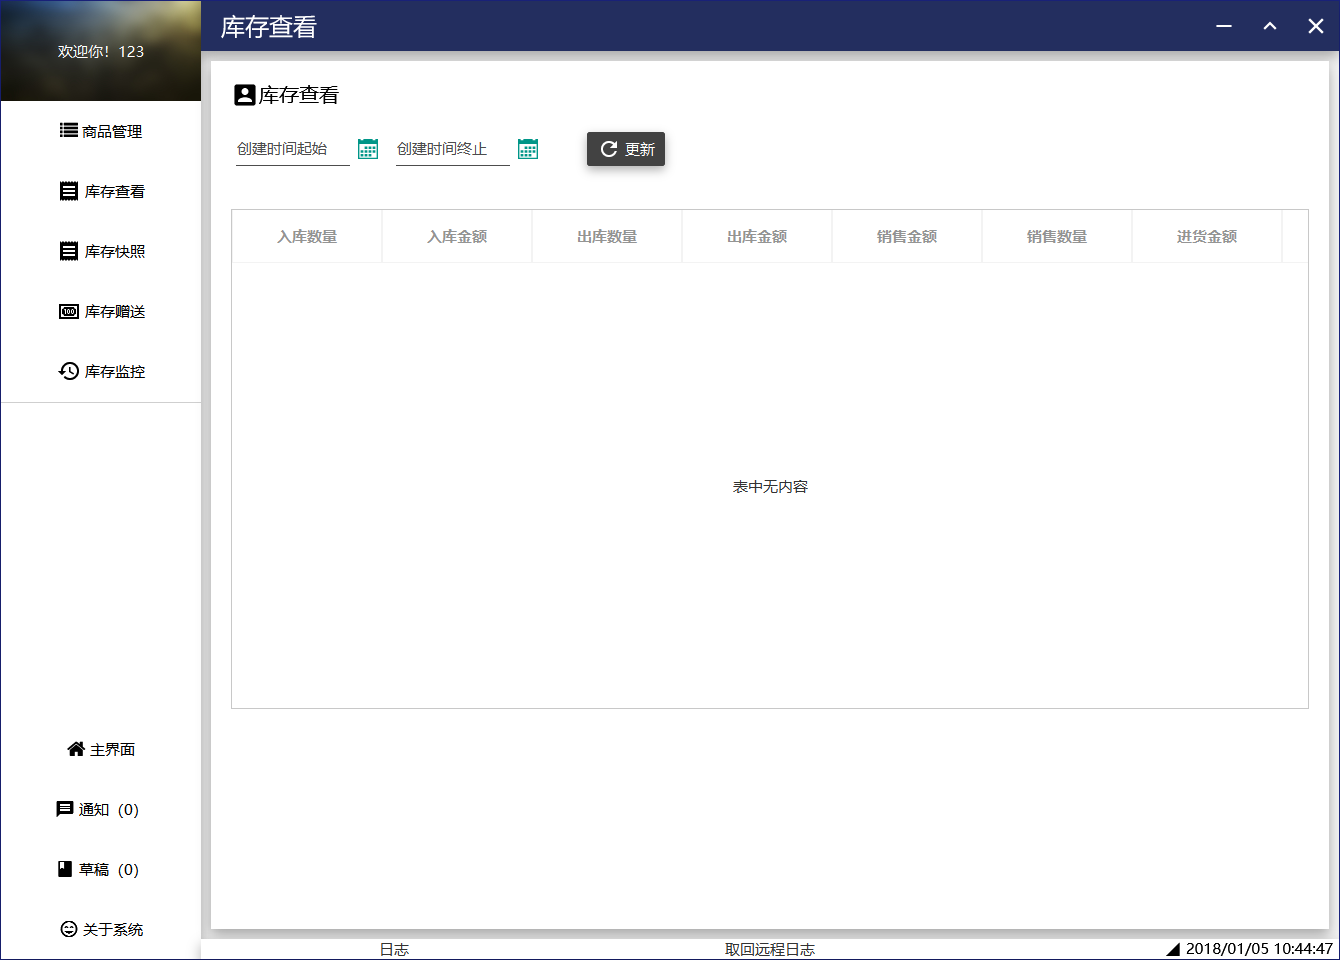 库存查看
欢迎你！123
商品管理
库存查看
库存快照
库存赠送
库存监控
主界面
通知（0）
草稿（0）
关于系统
库存查看
创建时间起始 创建时间终止 更新
入库数量 入库金额 出库数量 出库金额 销售金额 销售数量 进货金额
表中无内容
日志 取回远程日志 2018/01/05 10:44:47